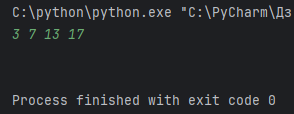 C:\python\python.exe "C:\PyCharm\Дз
3 7 13 17
Process finished with exit code 0